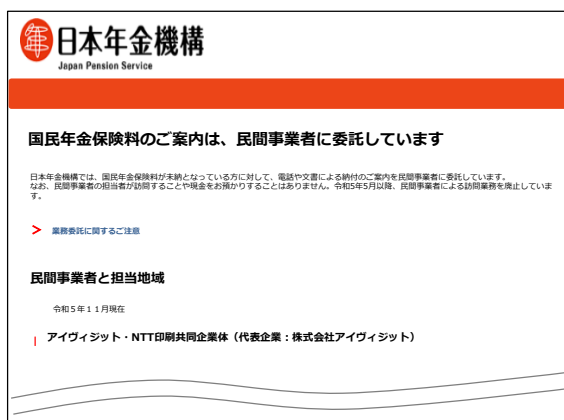 日本年金機構
Japan Pension Service
国民年金保険料のご案内は、民間事業者に委託しています
日本年金機構では、国民年金保険料が未納となっている方に対して、電話や文書による納付のご案内を民間事業者に委託しています。
なお、民間事業者の担当者が訪問することや現金をお預かりすることはありません。令和5年5月以降、民間事業者による訪問業務を廃止していま
す。
業務委託に関するご注意
民間事業者と担当地域
令和5年11月現在
アイヴィジット・NTT印刷共同企業体（代表企業：株式会社アイヴィジット）